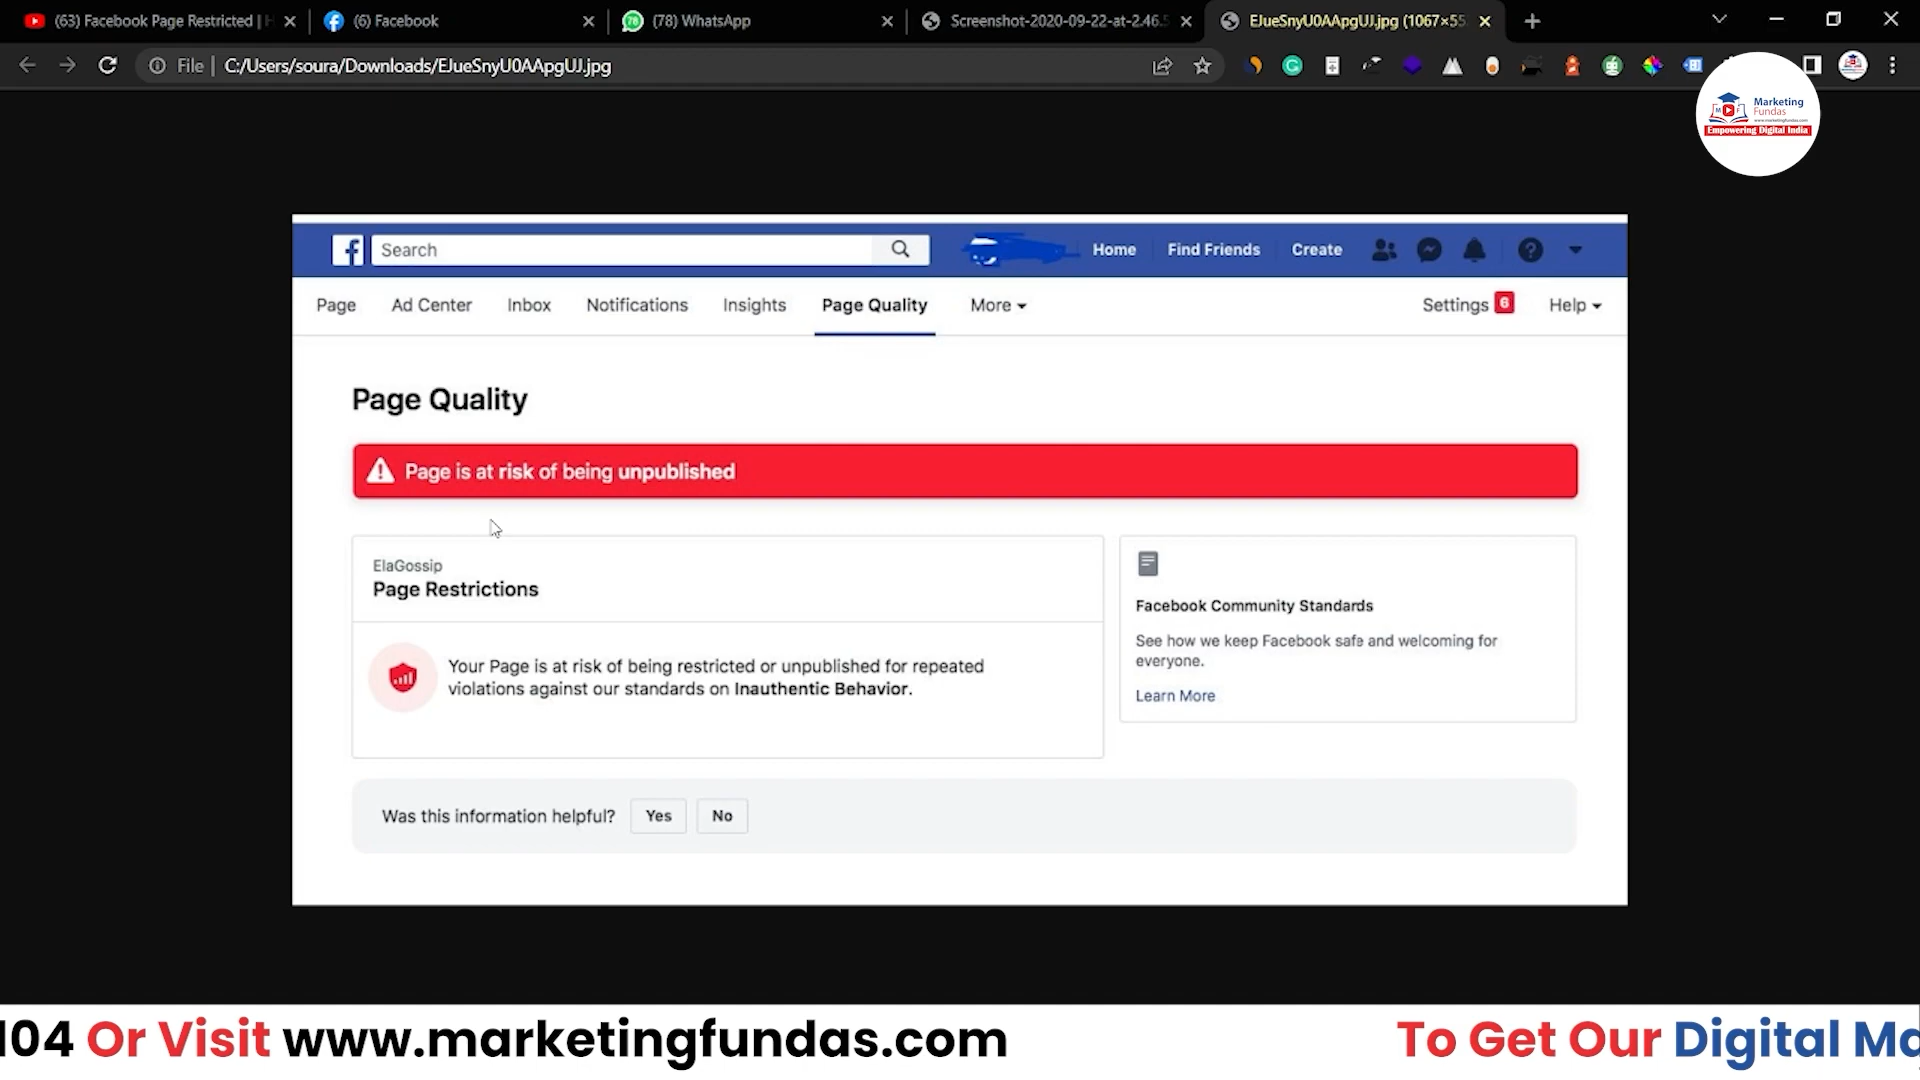 (63) Facebook Page Restricted | H
(6) Facebook
(78) WhatsApp
Screenshot-2020-09-22-at-2.46.5
EJueSnyU0AApgUJ.jpg (1067×55
File
C:/Users/soura/Downloads/EJueSnyU0AApgUJ.jpg
Marketing
Fundas
www.marketingfundas.com
Empowering Digital India
Search
Home
Find Friends
Create
Page
Ad Center
Inbox
Notifications
Insights
Page Quality
More
Settings 6
Help
Page Quality
Page is at risk of being unpublished
ElaGossip
Page Restrictions
Your Page is at risk of being restricted or unpublished for repeated
violations against our standards on Inauthentic Behavior.
Facebook Community Standards
See how we keep Facebook safe and welcoming for
everyone.
Learn More
Was this information helpful?
Yes
No
104 Or Visit www.marketingfundas.com
To Get Our Digital Ma